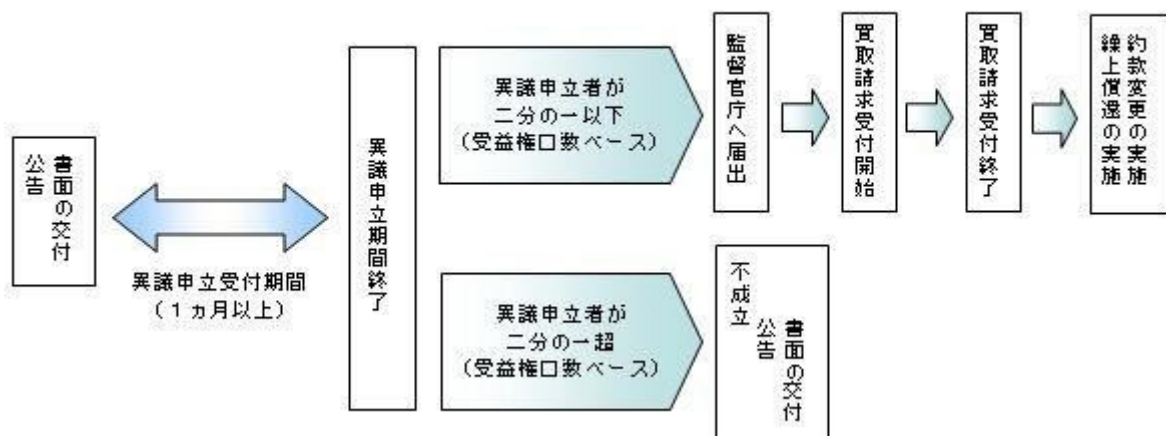 書面の交付
公告
異議申立受付期間
（１ヵ月以上）
異議申立期間終了
異議申立者が
二分の一以下
（受益権口数ベース）
監督官庁へ届出
買取請求受付開始
買取請求受付終了
約款変更の実施
繰上償還の実施
異議申立者が
二分の一超
（受益権口数ベース）
不成立
書面の交付
公告